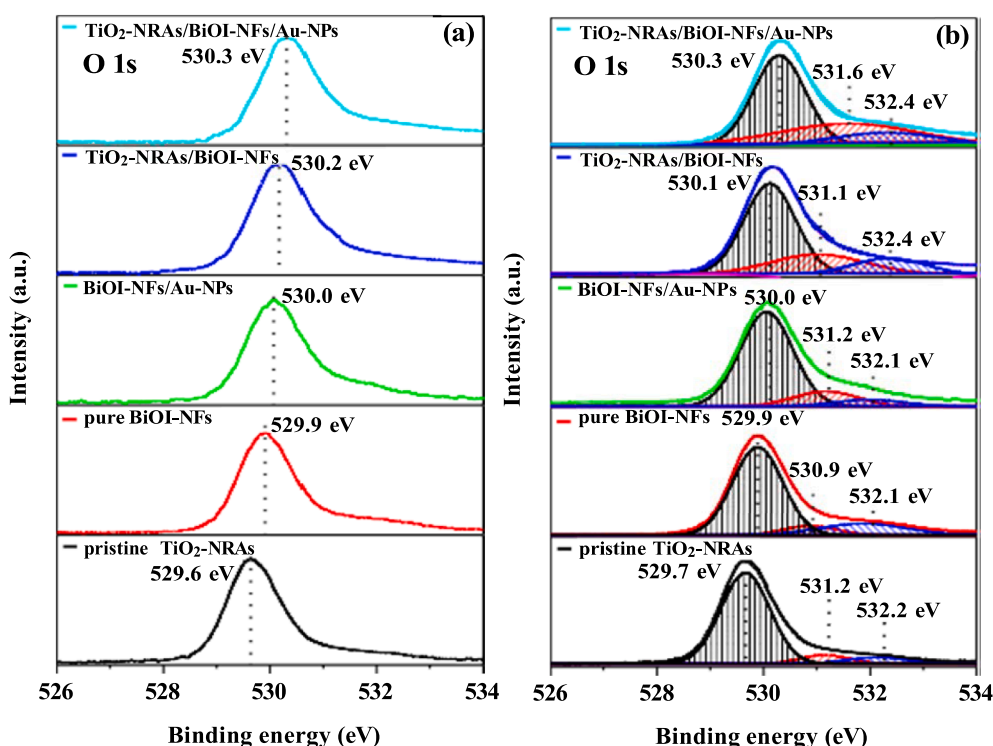 (a)
TiO₂-NRAs/BiOI-NFs/Au-NPs
530.3 eV
O 1s
TiO₂-NRAs/BiOI-NFs
530.2 eV
BiOI-NFs/Au-NPs
530.0 eV
pure BiOI-NFs
529.9 eV
pristine TiO₂-NRAs
529.6 eV
Intensity (a.u.)
526 528 530 532 534
Binding energy (eV)
(b)
TiO₂-NRAs/BiOI-NFs/Au-NPs
530.3 eV
O 1s
531.6 eV
532.4 eV
TiO₂-NRAs/BiOI-NFs
530.1 eV
531.1 eV
532.4 eV
BiOI-NFs/Au-NPs
530.0 eV
531.2 eV
532.1 eV
pure BiOI-NFs
529.9 eV
530.9 eV
532.1 eV
pristine TiO₂-NRAs
529.7 eV
531.2 eV
532.2 eV
Intensity (a.u.)
526 528 530 532 534
Binding energy (eV)